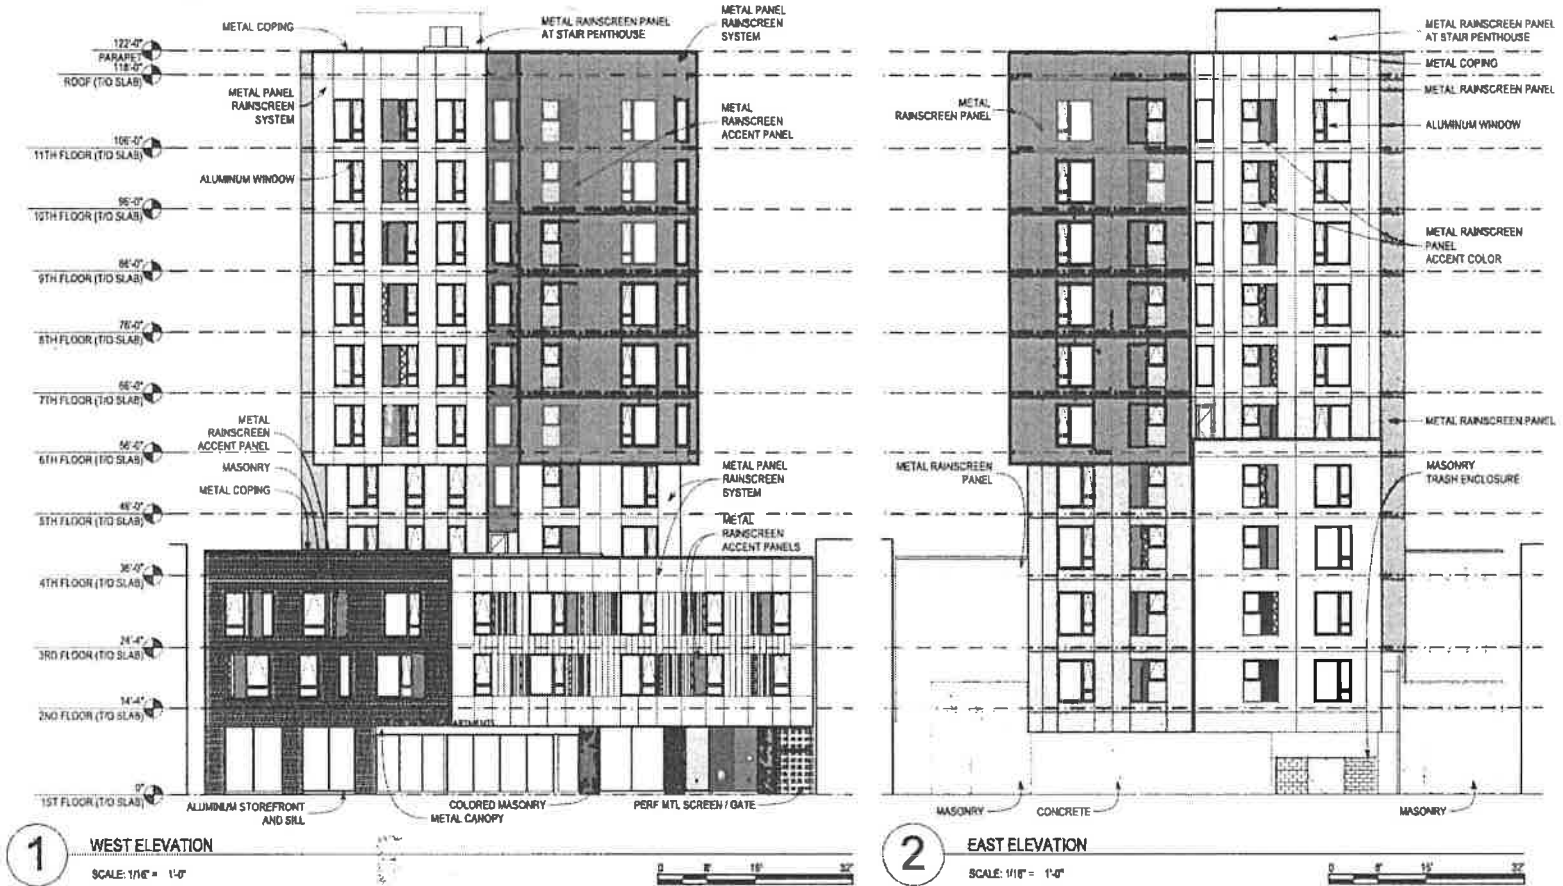 METAL COPING
METAL RAINSCREEN PANEL
AT STAIR PENTHOUSE
METAL PANEL
RAINSCREEN
SYSTEM
122'-0"
PARAPET
118'-0"
ROOF (T/O SLAB)
METAL PANEL
RAINSCREEN
SYSTEM
METAL
RAINSCREEN
ACCENT PANEL
106'-0"
11TH FLOOR (T/O SLAB)
ALUMINUM WINDOW
96'-0"
10TH FLOOR (T/O SLAB)
86'-0"
9TH FLOOR (T/O SLAB)
76'-0"
8TH FLOOR (T/O SLAB)
66'-0"
7TH FLOOR (T/O SLAB)
METAL
RAINSCREEN
ACCENT PANEL
56'-0"
6TH FLOOR (T/O SLAB)
MASONRY
METAL COPING
METAL PANEL
RAINSCREEN
SYSTEM
46'-0"
5TH FLOOR (T/O SLAB)
METAL
RAINSCREEN
ACCENT PANELS
36'-0"
4TH FLOOR (T/O SLAB)
24'-4"
3RD FLOOR (T/O SLAB)
14'-4"
2ND FLOOR (T/O SLAB)
0"
1ST FLOOR (T/O SLAB)
ALUMINUM STOREFRONT
AND SILL
METAL CANOPY
COLORED MASONRY
PERF MTL SCREEN / GATE
1
WEST ELEVATION
SCALE: 1/16" = 1'-0"
0 8' 16' 32'
METAL RAINSCREEN PANEL
AT STAIR PENTHOUSE
METAL COPING
METAL RAINSCREEN PANEL
METAL
RAINSCREEN PANEL
ALUMINUM WINDOW
METAL RAINSCREEN
PANEL
ACCENT COLOR
METAL RAINSCREEN PANEL
METAL RAINSCREEN
PANEL
MASONRY
TRASH ENCLOSURE
MASONRY
CONCRETE
MASONRY
2
EAST ELEVATION
SCALE: 1/16" = 1'-0"
0 8' 16' 32'